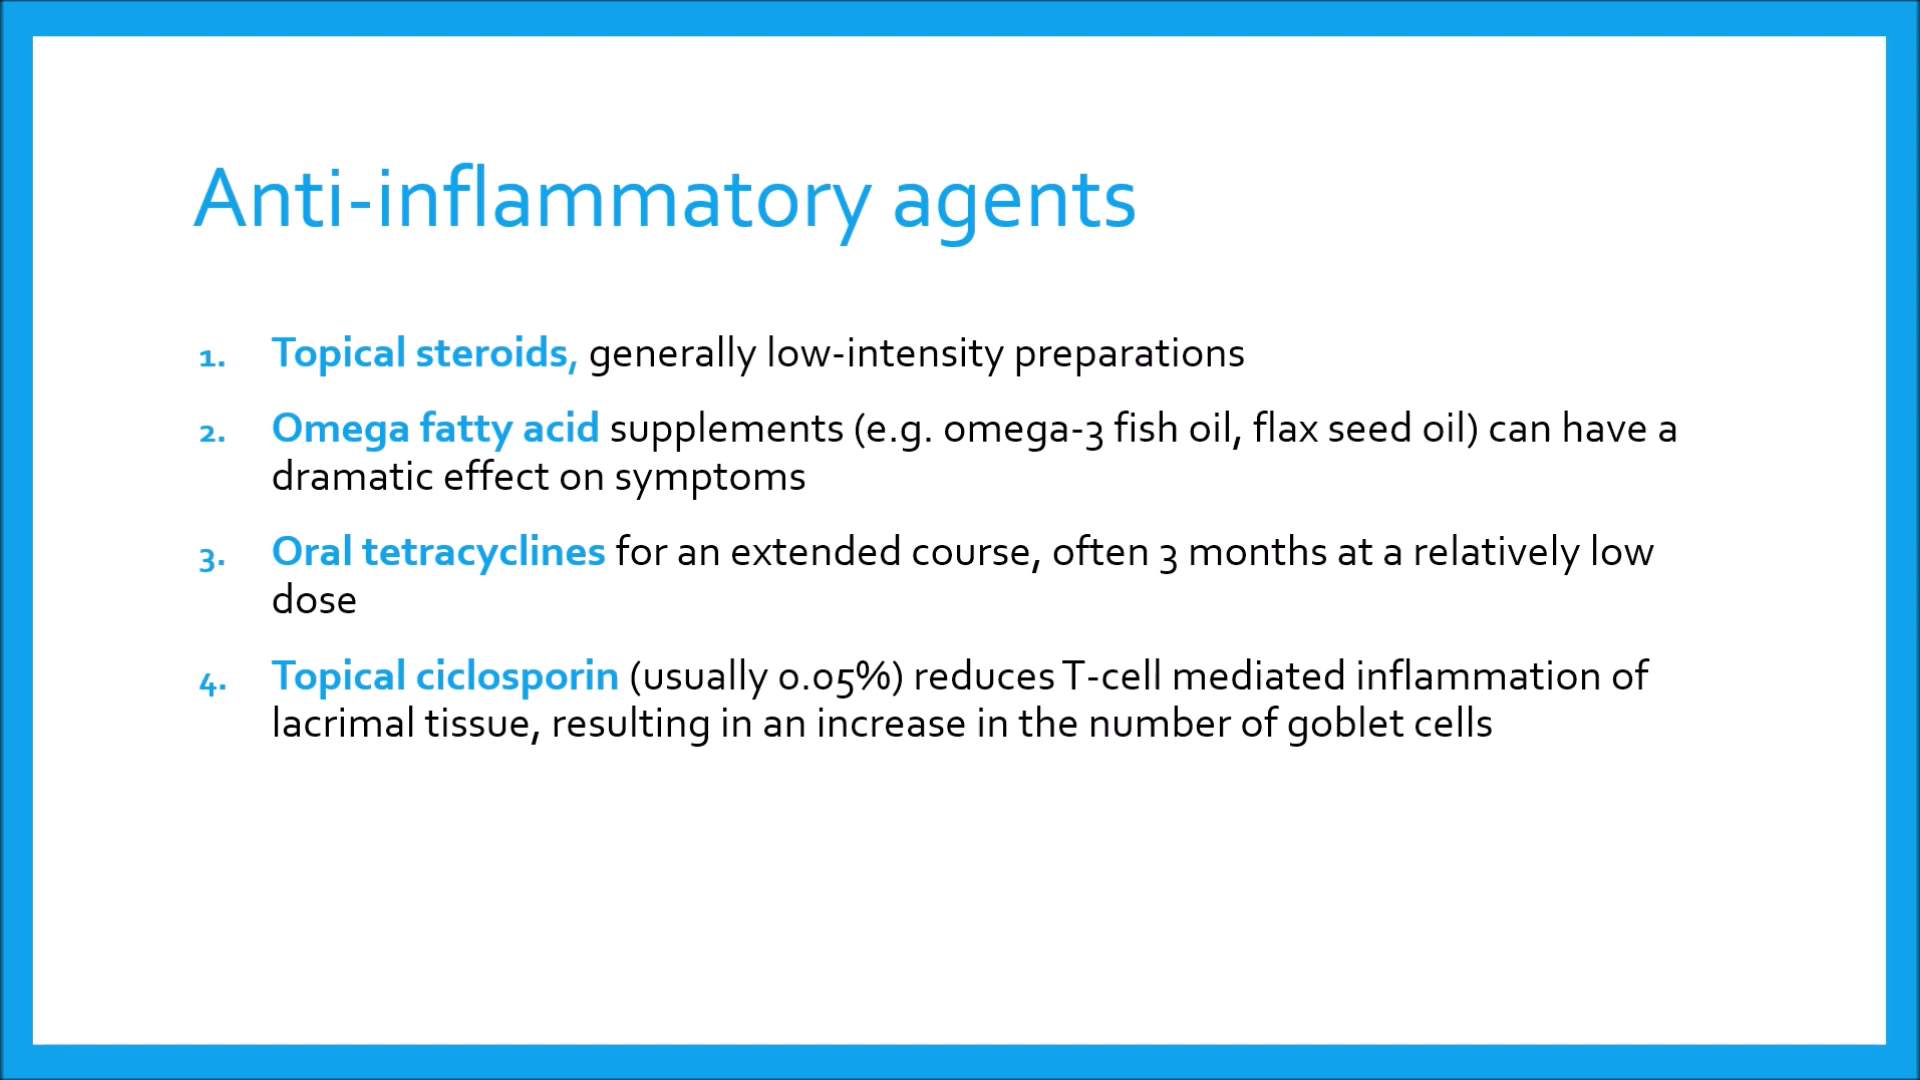 Anti-inflammatory agents
1. Topical steroids, generally low-intensity preparations
2. Omega fatty acid supplements (e.g. omega-3 fish oil, flax seed oil) can have a
dramatic effect on symptoms
3. Oral tetracyclines for an extended course, often 3 months at a relatively low
dose
4. Topical ciclosporin (usually 0.05%) reduces T-cell mediated inflammation of
lacrimal tissue, resulting in an increase in the number of goblet cells